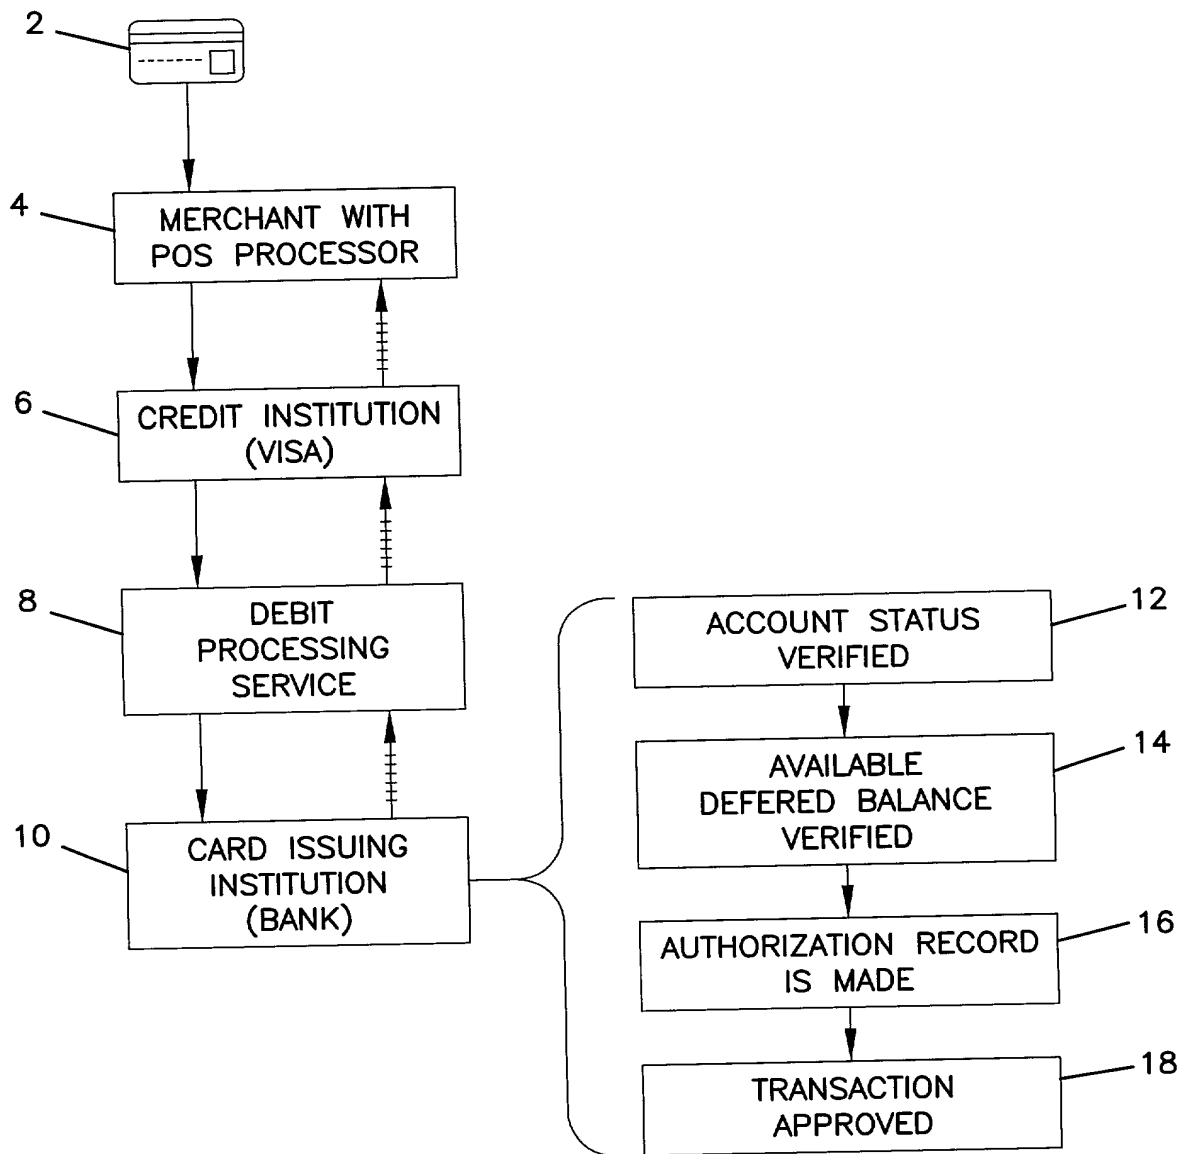 2
4
MERCHANT WITH
POS PROCESSOR
6
CREDIT INSTITUTION
(VISA)
8
DEBIT
PROCESSING
SERVICE
10
CARD ISSUING
INSTITUTION
(BANK)
12
ACCOUNT STATUS
VERIFIED
14
AVAILABLE
DEFERED BALANCE
VERIFIED
16
AUTHORIZATION RECORD
IS MADE
18
TRANSACTION
APPROVED